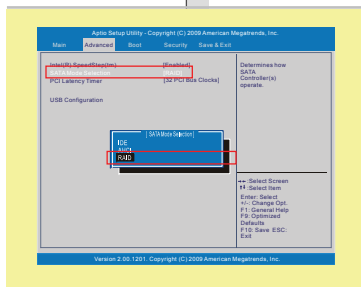 Aptio Setup Utility - Copyright (C) 2009 American Megatrends, Inc.
Main Advanced Boot Security Save & Exit
Intel(R) SpeedStep(tm) [Enabled]
SATA Mode Selection [RAID]
PCI Latency Timer [32 PCI Bus Clocks]
USB Configuration
Determines how
SATA
Controller(s)
operate.
[ SATA Mode Selection ]
IDE
AHCI
RAID
→←:Select Screen
↑↓:Select Item
Enter: Select
+/-: Change Opt.
F1: General Help
F9: Optimized
Defaults
F10: Save ESC:
Exit
Version 2.00.1201. Copyright (C) 2009 American Megatrends, Inc.